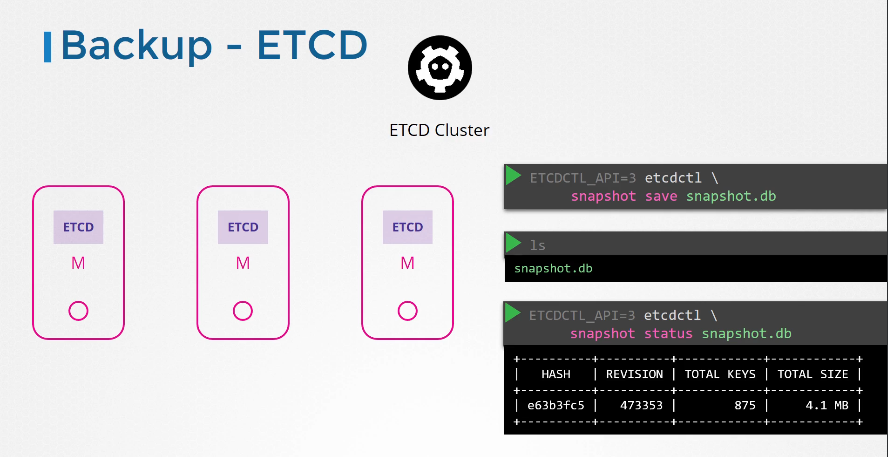 Backup - ETCD
ETCD Cluster
ETCD
M
ETCD
M
ETCD
M
ETCDCTL_API=3 etcdctl \
snapshot save snapshot.db
ls
snapshot.db
ETCDCTL_API=3 etcdctl \
snapshot status snapshot.db
+----------+----------+------------+------------+
|   HASH   | REVISION | TOTAL KEYS | TOTAL SIZE |
+----------+----------+------------+------------+
| e63b3fc5 |   473353 |        875 |     4.1 MB |
+----------+----------+------------+------------+